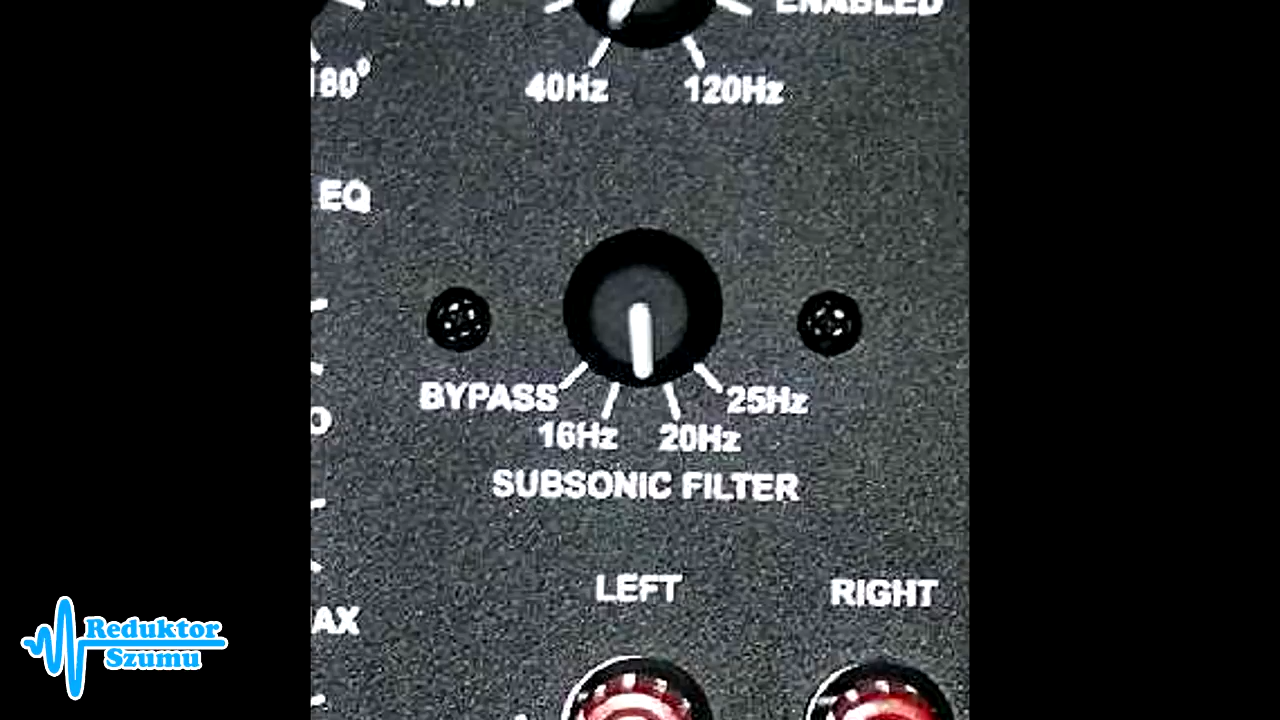 ENABLED
180°
40Hz
120Hz
EQ
BYPASS
25Hz
16Hz
20Hz
SUBSONIC FILTER
LEFT
RIGHT
AX
Reduktor
Szumu